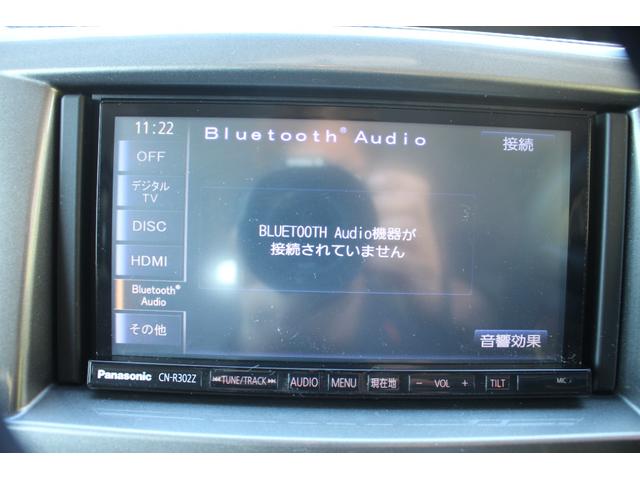 11:22
Bluetooth® Audio
接続
OFF
デジタル
TV
DISC
HDMI
Bluetooth®
Audio
その他
BLUETOOTH Audio機器が
接続されていません
音響効果
Panasonic CN-R302Z ⏮TUNE/TRACK⏭ AUDIO MENU 現在地 − VOL + TILT MIC